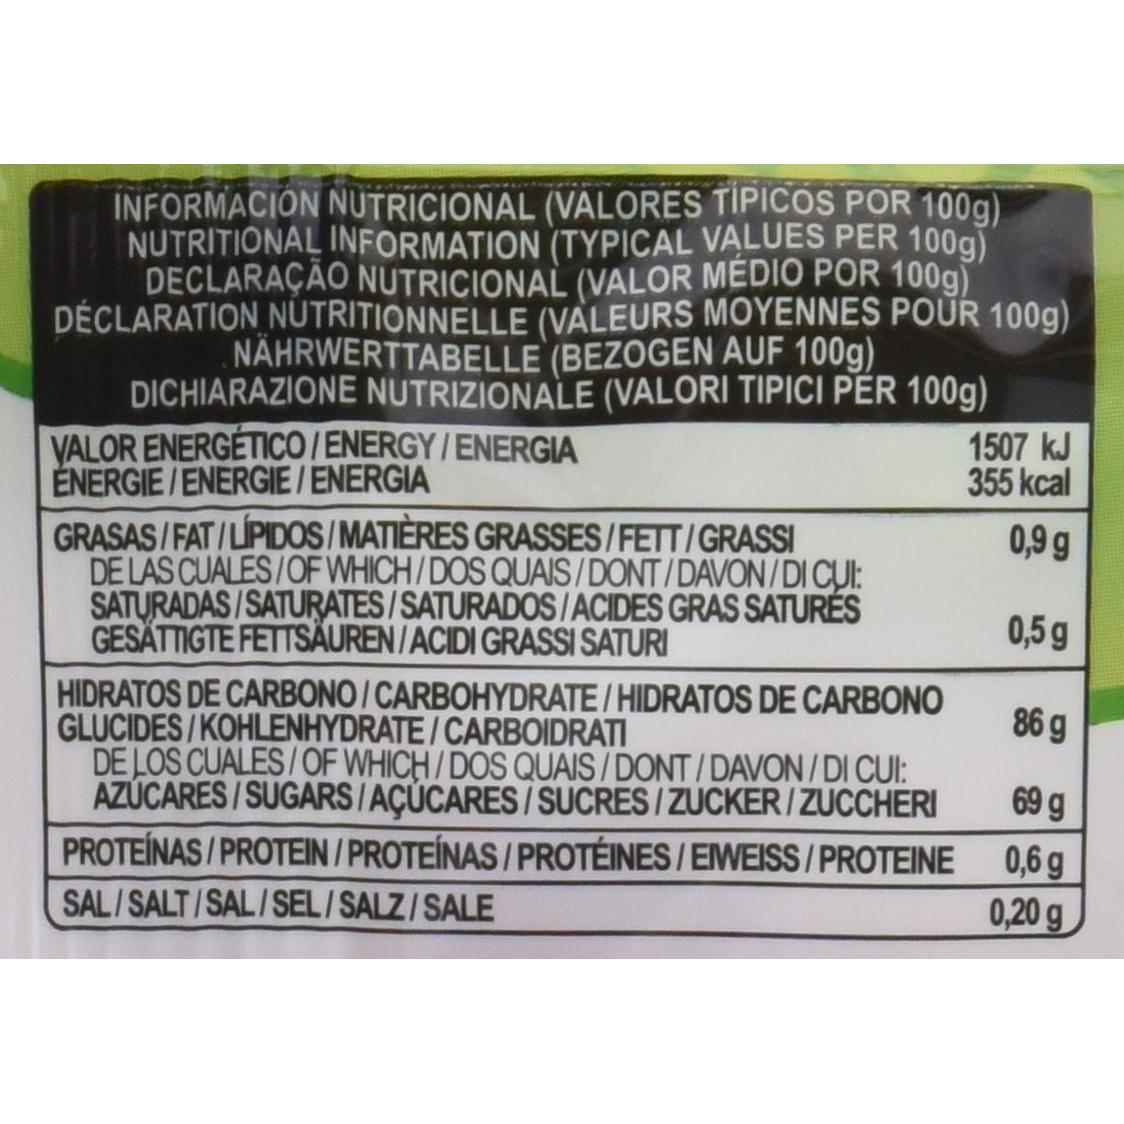 INFORMACIÓN NUTRICIONAL (VALORES TÍPICOS POR 100g)
NUTRITIONAL INFORMATION (TYPICAL VALUES PER 100g)
DECLARAÇÃO NUTRICIONAL (VALOR MÉDIO POR 100g)
DÉCLARATION NUTRITIONNELLE (VALEURS MOYENNES POUR 100g)
NÄHRWERTTABELLE (BEZOGEN AUF 100g)
DICHIARAZIONE NUTRIZIONALE (VALORI TIPICI PER 100g)
VALOR ENERGÉTICO / ENERGY / ENERGIA 1507 kJ
ÉNERGIE / ENERGIE / ENERGIA 355 kcal
GRASAS / FAT / LÍPIDOS / MATIÈRES GRASSES / FETT / GRASSI 0,9 g
DE LAS CUALES / OF WHICH / DOS QUAIS / DONT / DAVON / DI CUI:
SATURADAS / SATURATES / SATURADOS / ACIDES GRAS SATURÉS
GESÄTTIGTE FETTSÄUREN / ACIDI GRASSI SATURI 0,5 g
HIDRATOS DE CARBONO / CARBOHYDRATE / HIDRATOS DE CARBONO
GLUCIDES / KOHLENHYDRATE / CARBOIDRATI 86 g
DE LOS CUALES / OF WHICH / DOS QUAIS / DONT / DAVON / DI CUI:
AZÚCARES / SUGARS / AÇÚCARES / SUCRES / ZUCKER / ZUCCHERI 69 g
PROTEÍNAS / PROTEIN / PROTEÍNAS / PROTÉINES / EIWEISS / PROTEINE 0,6 g
SAL / SALT / SAL / SEL / SALZ / SALE 0,20 g